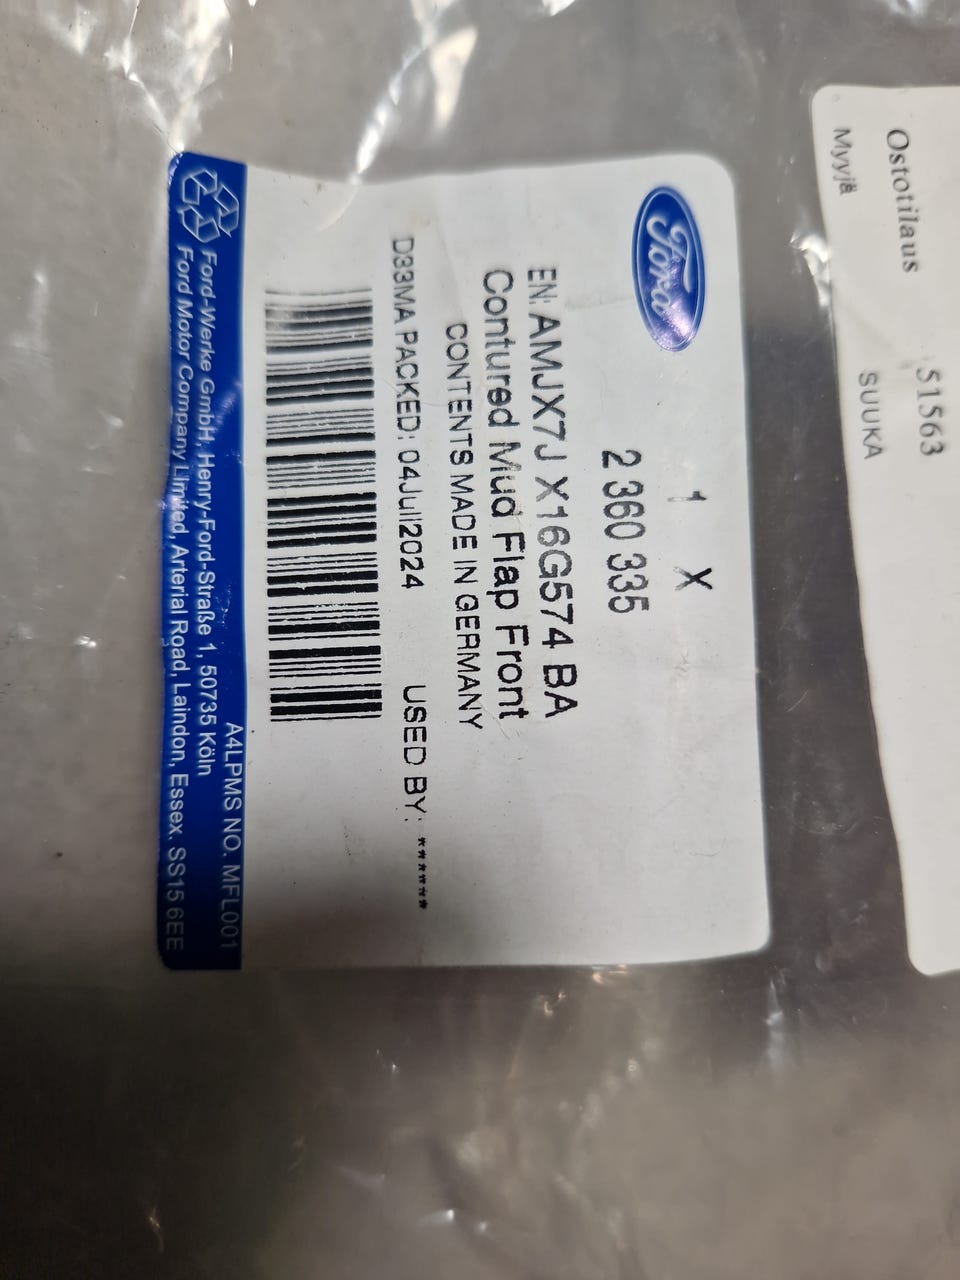 Ostotilaus 51563
Myyjä SUUKA
Ford
1 X
2 360 335
EN: AMJX7J X16G574 BA
Contured Mud Flap Front
CONTENTS MADE IN GERMANY
D33MA PACKED: 04Jull2024 USED BY: ******
A4LPMS NO. MFL001
Ford-Werke GmbH, Henry-Ford-Straße 1, 50735 Köln
Ford Motor Company Limited, Arterial Road, Laindon, Essex. SS15 6EE